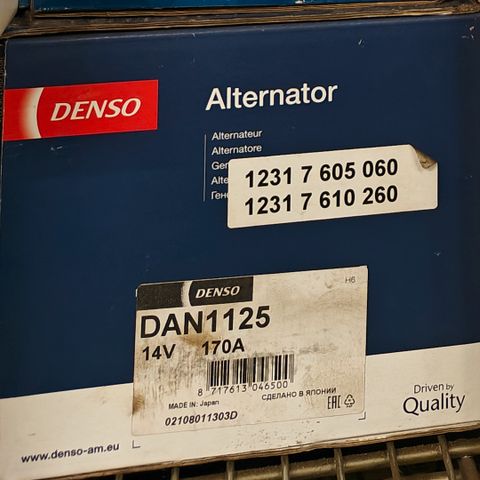 DENSO
Alternator
Alternateur
Alternatore
1231 7 605 060
1231 7 610 260
DENSO
H6
DAN1125
14V 170A
8 717613 046500
MADE IN: Japan
СДЕЛАНО В ЯПОНИИ
02108011303D
EAC
Driven by
Quality
www.denso-am.eu